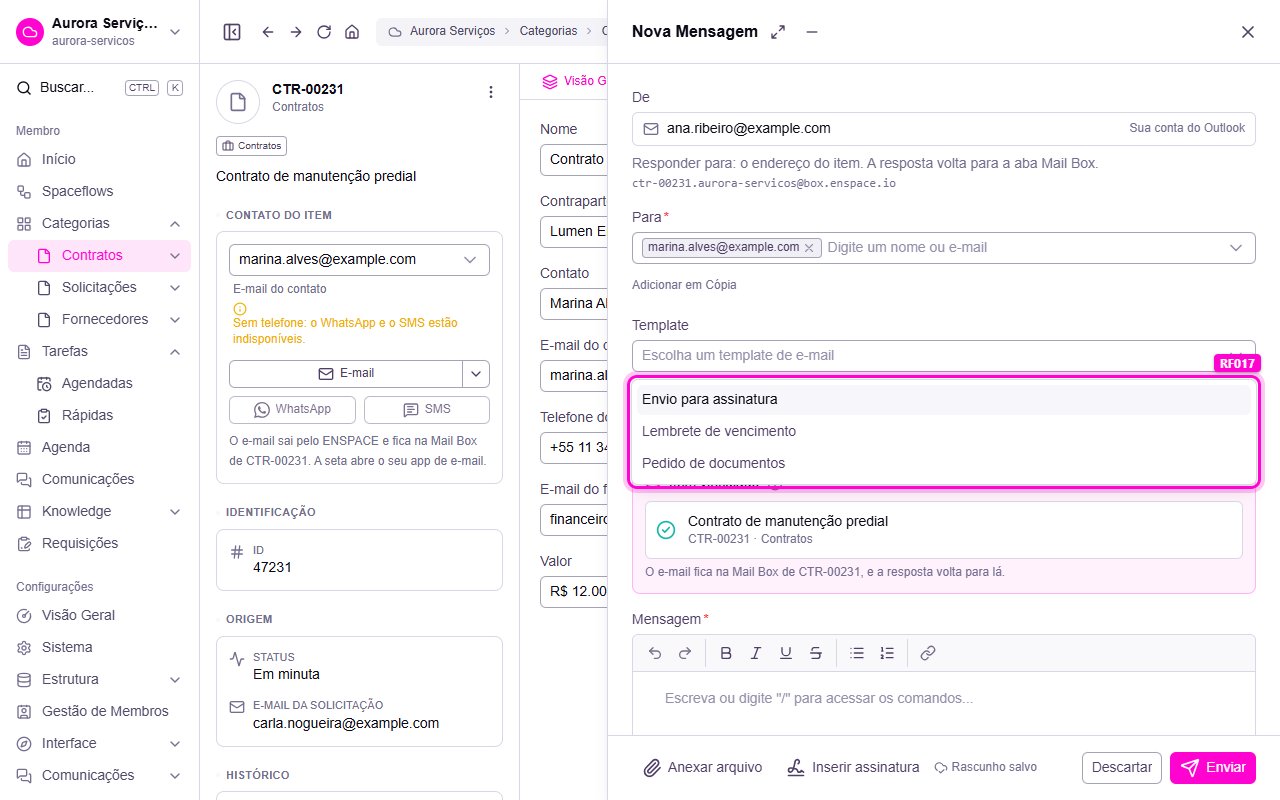 Aurora Serviç...
aurora-servicos
Buscar...
CTRL
K
Membro
Início
Spaceflows
Categorias
Contratos
Solicitações
Fornecedores
Tarefas
Agendadas
Rápidas
Agenda
Comunicações
Knowledge
Requisições
Configurações
Visão Geral
Sistema
Estrutura
Gestão de Membros
Interface
Comunicações
Aurora Serviços
Categorias
CTR-00231
Contratos
Contratos
Contrato de manutenção predial
CONTATO DO ITEM
marina.alves@example.com
E-mail do contato
Sem telefone: o WhatsApp e o SMS estão
indisponíveis.
E-mail
WhatsApp
SMS
O e-mail sai pelo ENSPACE e fica na Mail Box
de CTR-00231. A seta abre o seu app de e-mail.
IDENTIFICAÇÃO
ID
47231
ORIGEM
STATUS
Em minuta
E-MAIL DA SOLICITAÇÃO
carla.nogueira@example.com
HISTÓRICO
Visão G
Nome
Contrato
Contrapart
Lumen E
Contato
Marina Al
E-mail do c
marina.al
Telefone do
+55 11 34
E-mail do f
financeiro
Valor
R$ 12.00
Nova Mensagem
De
ana.ribeiro@example.com
Sua conta do Outlook
Responder para: o endereço do item. A resposta volta para a aba Mail Box.
ctr-00231.aurora-servicos@box.enspace.io
Para*
marina.alves@example.com
Digite um nome ou e-mail
Adicionar em Cópia
Template
Escolha um template de e-mail
RF017
Envio para assinatura
Lembrete de vencimento
Pedido de documentos
Contrato de manutenção predial
CTR-00231 · Contratos
O e-mail fica na Mail Box de CTR-00231, e a resposta volta para lá.
Mensagem*
Escreva ou digite "/" para acessar os comandos...
Anexar arquivo
Inserir assinatura
Rascunho salvo
Descartar
Enviar